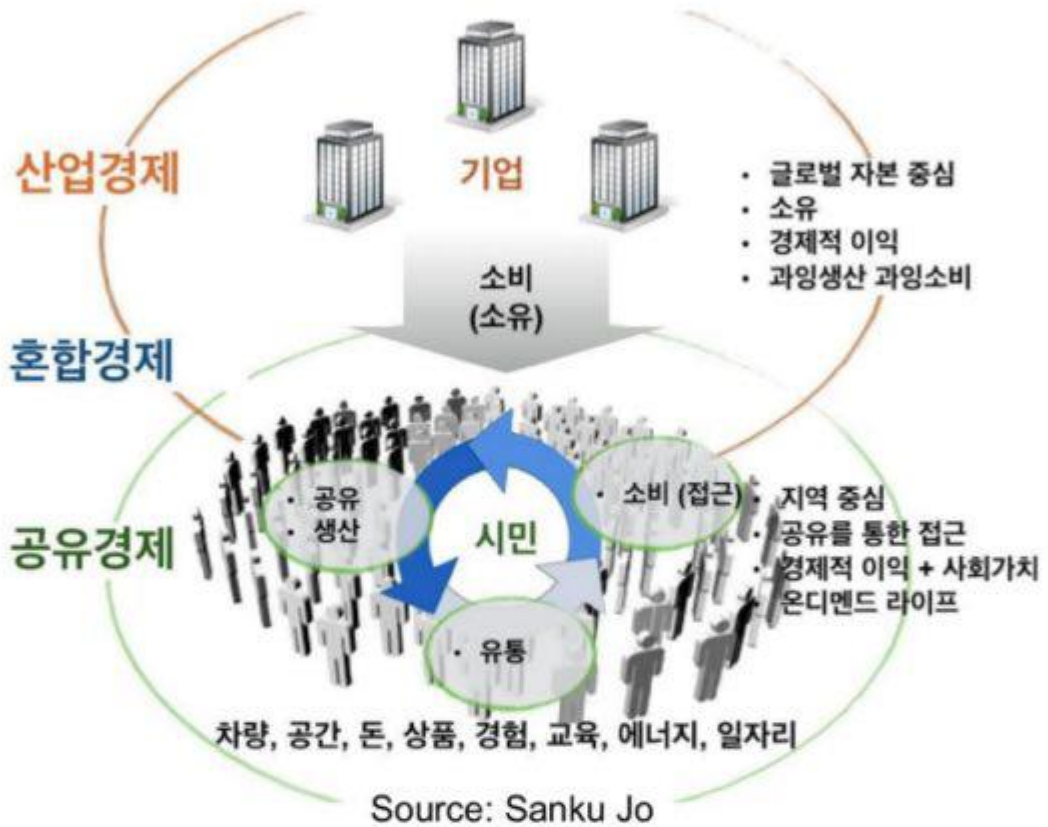 산업경제
기업
• 글로벌 자본 중심
• 소유
• 경제적 이익
• 과잉생산 과잉소비
소비
(소유)
혼합경제
공유경제
• 공유
• 생산
시민
• 소비 (접근)
• 지역 중심
• 공유를 통한 접근
• 경제적 이익 + 사회가치
• 온디멘드 라이프
• 유통
차량, 공간, 돈, 상품, 경험, 교육, 에너지, 일자리
Source: Sanku Jo